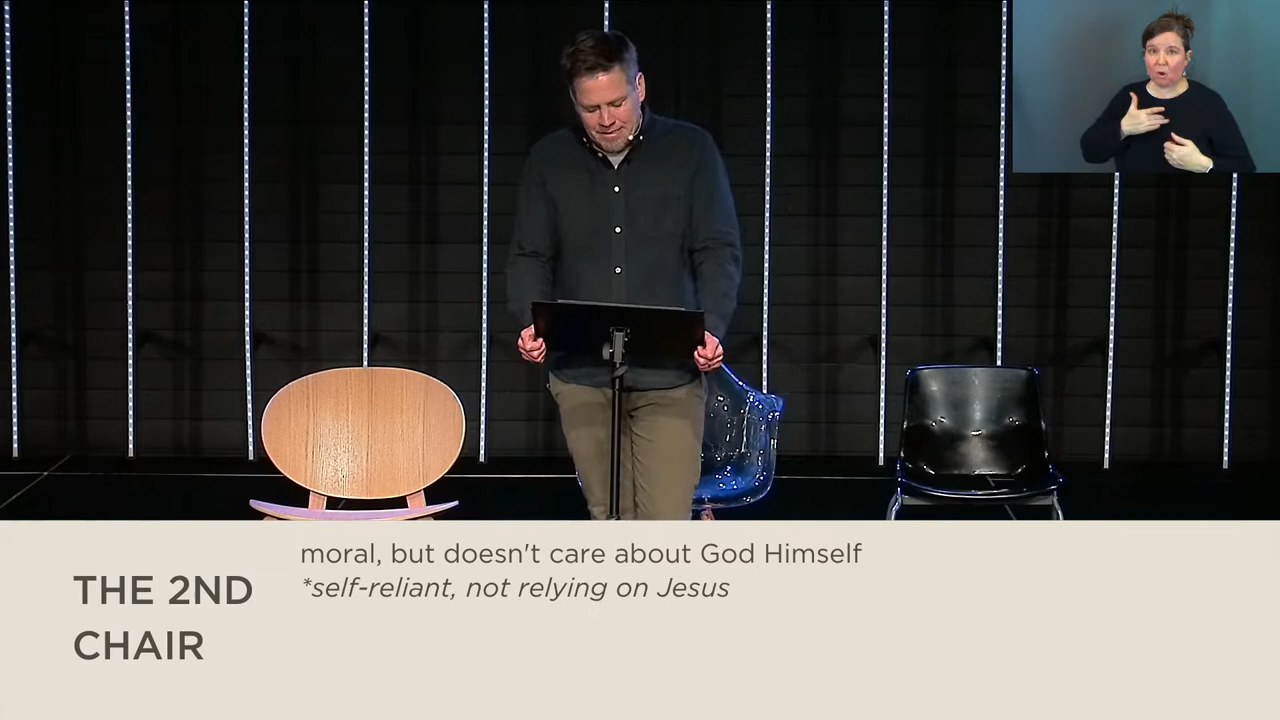 THE 2ND
CHAIR
moral, but doesn't care about God Himself
*self-reliant, not relying on Jesus